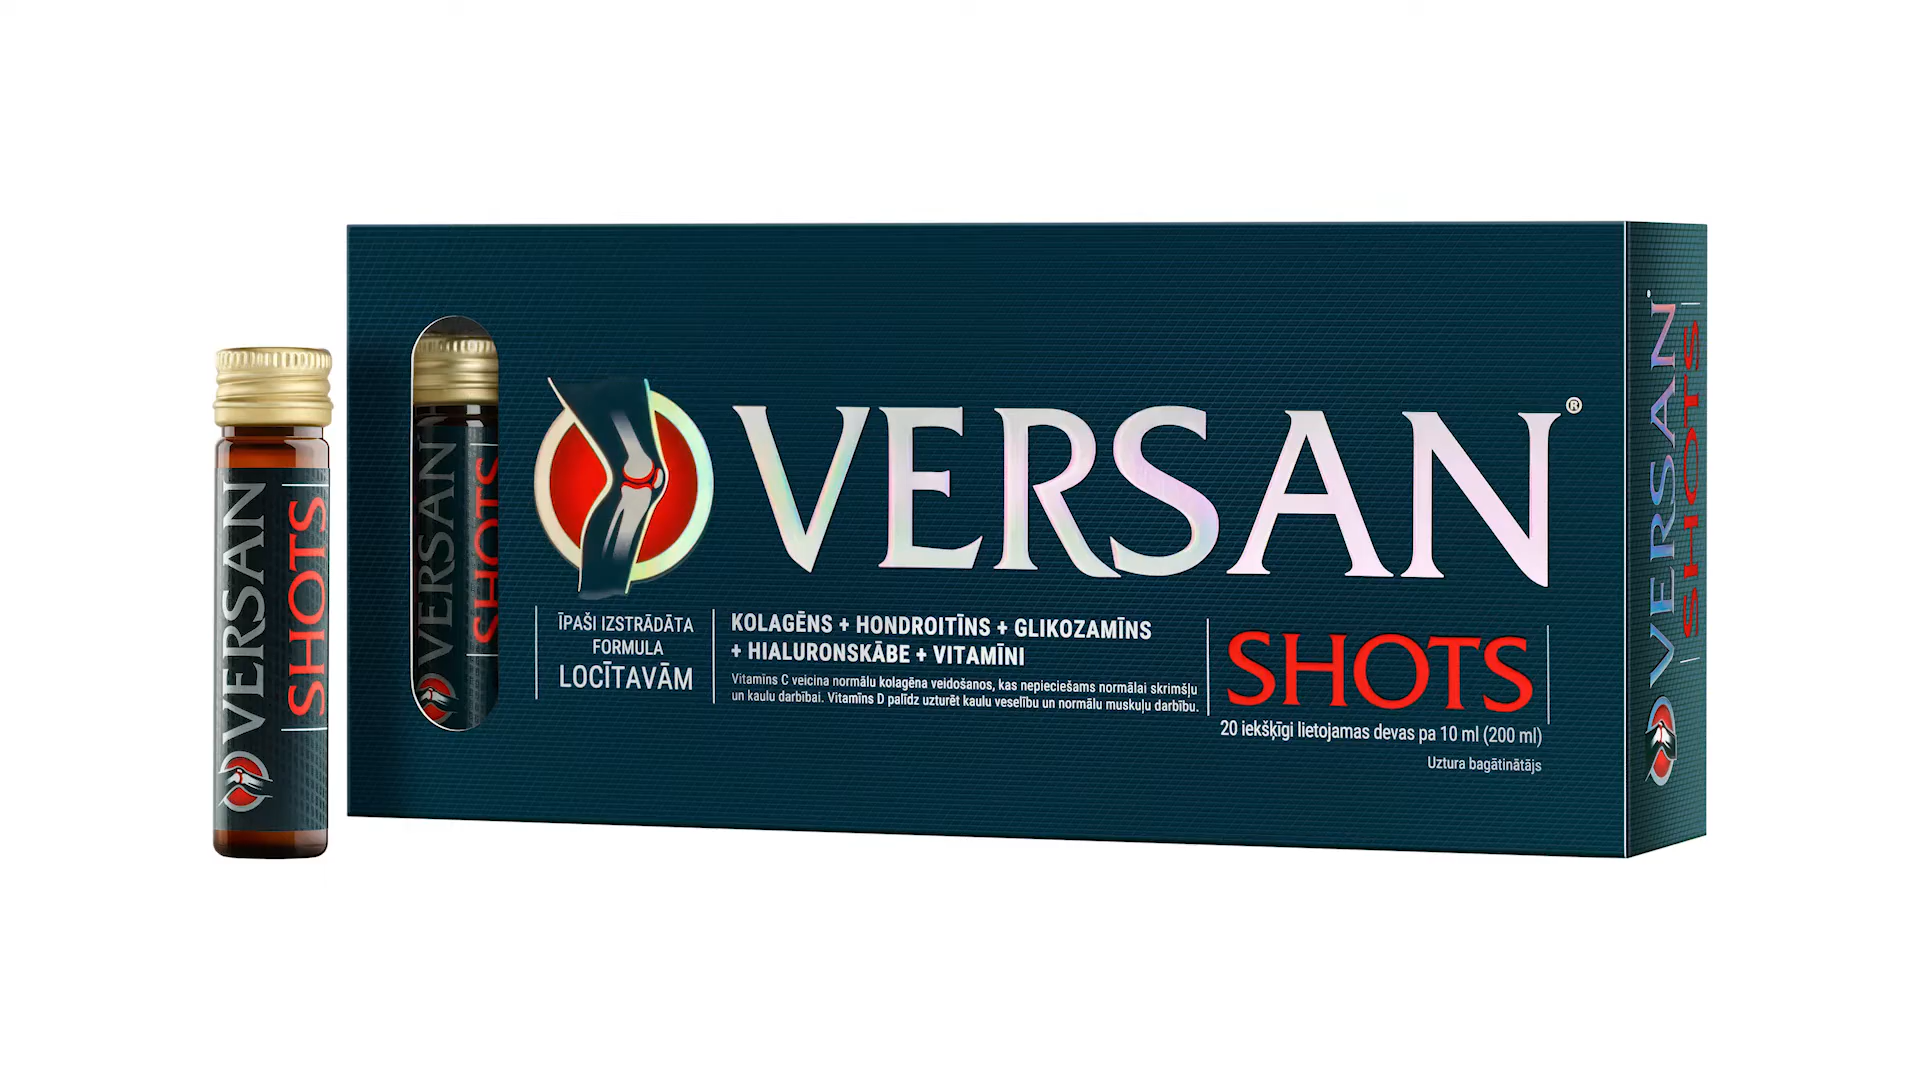 VERSAN
SHOTS
VERSAN
SHOTS
VERSAN®
ĪPAŠI IZSTRĀDĀTA
FORMULA
LOCĪTAVĀM
KOLAGĒNS + HONDROITĪNS + GLIKOZAMĪNS
+ HIALURONSKĀBE + VITAMĪNI
Vitamīns C veicina normālu kolagēna veidošanos, kas nepieciešams normālai skrimšļu
un kaulu darbībai. Vitamīns D palīdz uzturēt kaulu veselību un normālu muskuļu darbību.
SHOTS
20 iekšķīgi lietojamas devas pa 10 ml (200 ml)
Uztura bagātinātājs
VERSAN
SHOTS